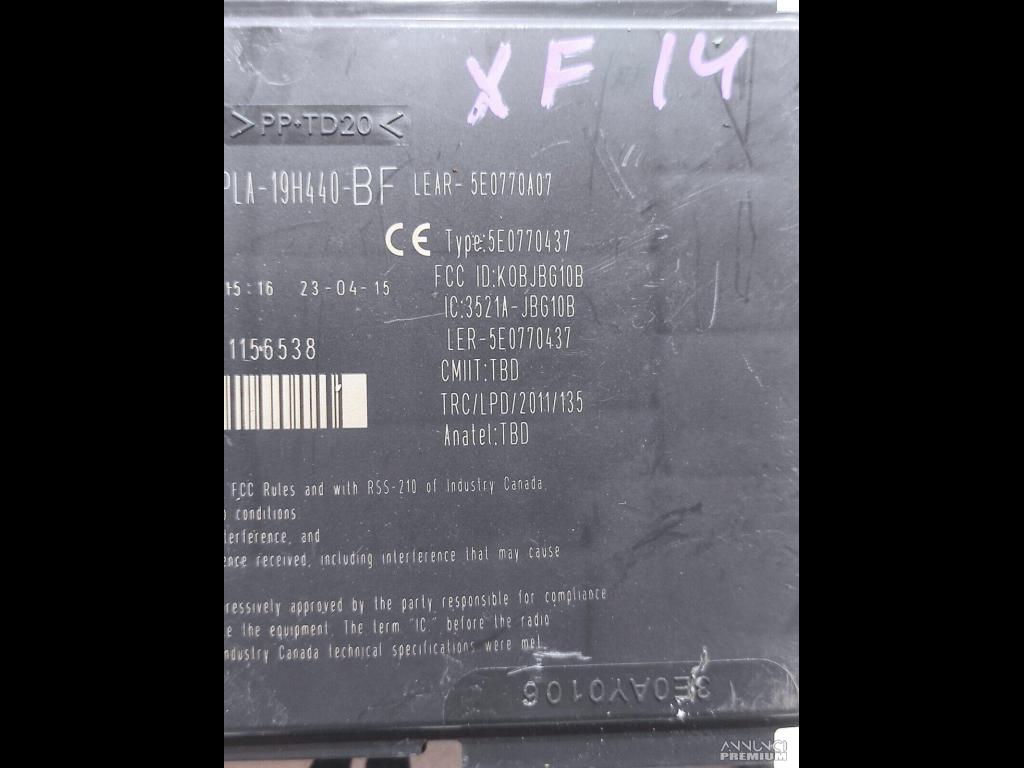 XF 14
>PP+TD20<
PLA-19H440-BF LEAR- 5E0770A07
CE Type:5E0770437
FCC ID:KOBJBG10B
15:16 23-04-15
IC:3521A-JBG10B
LER-5E0770437
1156538
CMIIT:TBD
TRC/LPD/2011/135
Anatel:TBD
FCC Rules and with RSS-210 of Industry Canada.
conditions
terference, and
ence received, including interference that may cause
ressively approved by the party responsible for compliance
the equipment. The term "IC." before the radio
ndustry Canada technical specifications were met.
3E0AY0106
ANNUNCI
PREMIUM